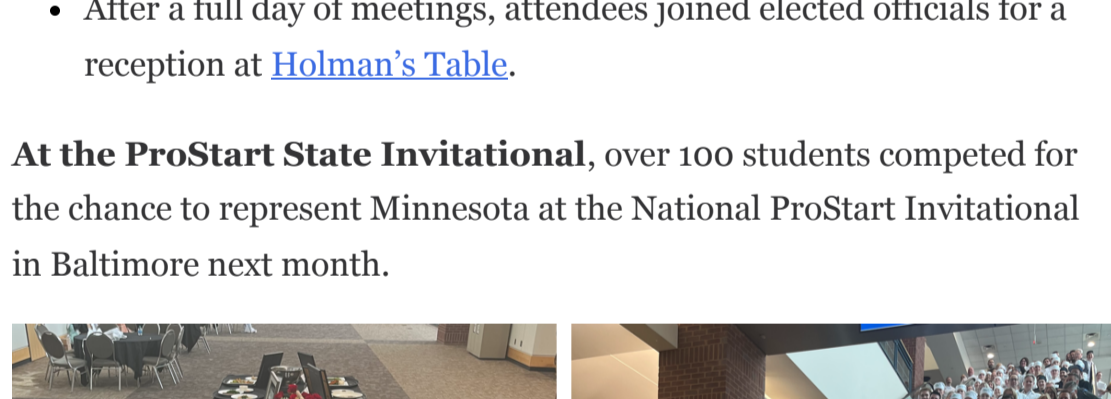 After a full day of meetings, attendees joined elected officials for a
reception at Holman’s Table.
At the ProStart State Invitational, over 100 students competed for
the chance to represent Minnesota at the National ProStart Invitational
in Baltimore next month.